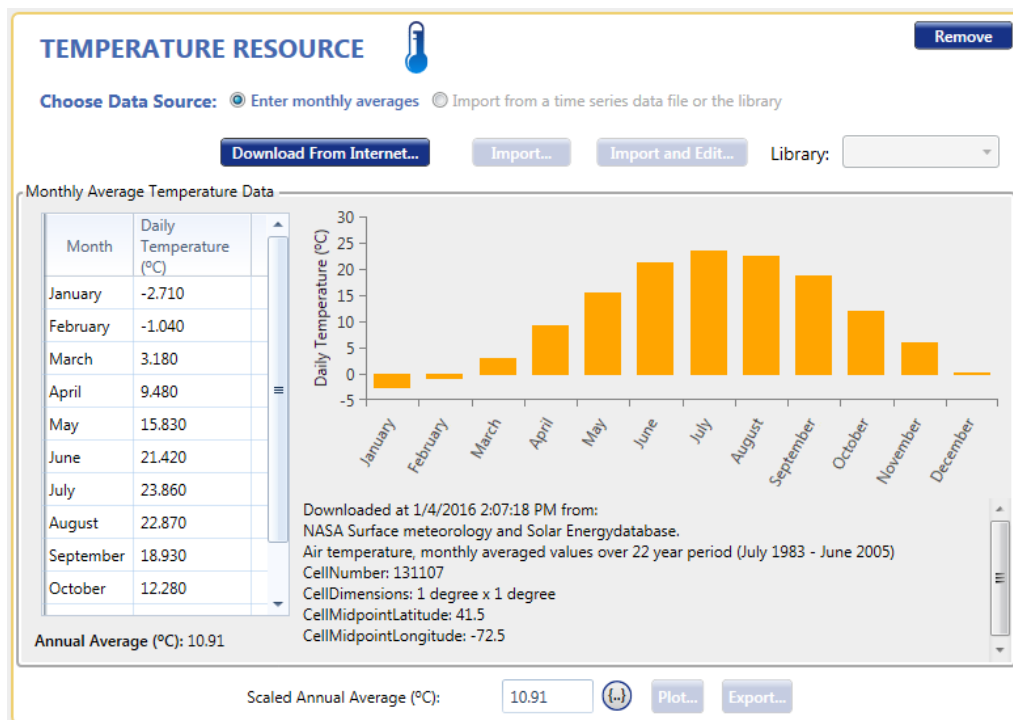 TEMPERATURE RESOURCE
Remove
Choose Data Source: Enter monthly averages Import from a time series data file or the library
Download From Internet... Import... Import and Edit... Library:
Monthly Average Temperature Data
Month Daily Temperature (ºC)
January -2.710
February -1.040
March 3.180
April 9.480
May 15.830
June 21.420
July 23.860
August 22.870
September 18.930
October 12.280
Annual Average (ºC): 10.91
Daily Temperature (ºC)
30
25
20
15
10
5
0
-5
January February March April May June July August September October November December
Downloaded at 1/4/2016 2:07:18 PM from:
NASA Surface meteorology and Solar Energydatabase.
Air temperature, monthly averaged values over 22 year period (July 1983 - June 2005)
CellNumber: 131107
CellDimensions: 1 degree x 1 degree
CellMidpointLatitude: 41.5
CellMidpointLongitude: -72.5
Scaled Annual Average (ºC): 10.91 {..} Plot... Export...